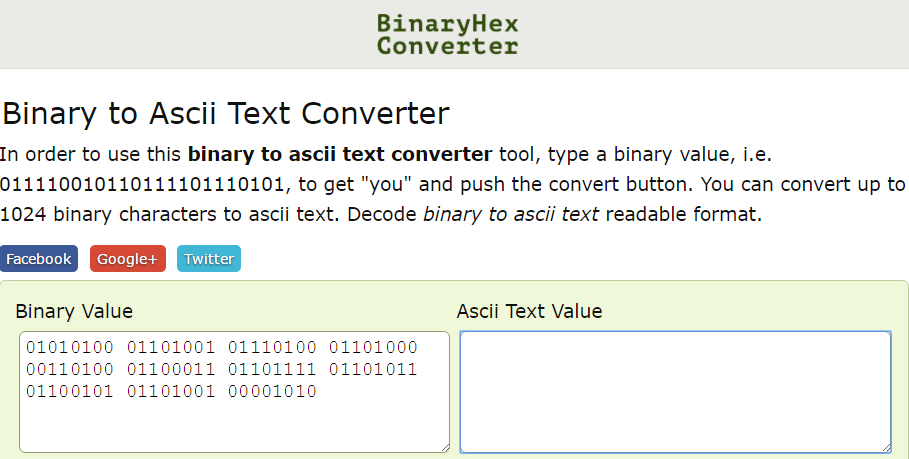 BinaryHex
Converter
Binary to Ascii Text Converter
In order to use this binary to ascii text converter tool, type a binary value, i.e.
011110010110111101110101, to get "you" and push the convert button. You can convert up to
1024 binary characters to ascii text. Decode binary to ascii text readable format.
Facebook Google+ Twitter
Binary Value Ascii Text Value
01010100 01101001 01110100 01101000
00110100 01100011 01101111 01101011
01100101 01101001 00001010